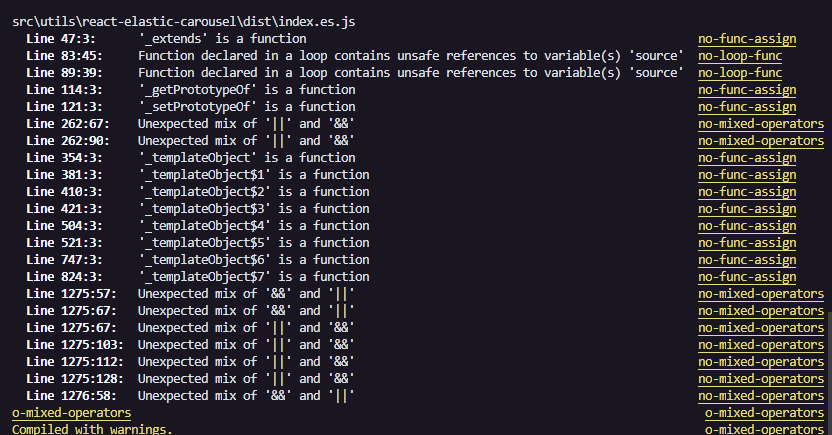 src\utils\react-elastic-carousel\dist\index.es.js
Line 47:3: '_extends' is a function no-func-assign
Line 83:45: Function declared in a loop contains unsafe references to variable(s) 'source' no-loop-func
Line 89:39: Function declared in a loop contains unsafe references to variable(s) 'source' no-loop-func
Line 114:3: '_getPrototypeOf' is a function no-func-assign
Line 121:3: '_setPrototypeOf' is a function no-func-assign
Line 262:67: Unexpected mix of '||' and '&&' no-mixed-operators
Line 262:90: Unexpected mix of '||' and '&&' no-mixed-operators
Line 354:3: '_templateObject' is a function no-func-assign
Line 381:3: '_templateObject$1' is a function no-func-assign
Line 410:3: '_templateObject$2' is a function no-func-assign
Line 421:3: '_templateObject$3' is a function no-func-assign
Line 504:3: '_templateObject$4' is a function no-func-assign
Line 521:3: '_templateObject$5' is a function no-func-assign
Line 747:3: '_templateObject$6' is a function no-func-assign
Line 824:3: '_templateObject$7' is a function no-func-assign
Line 1275:57: Unexpected mix of '&&' and '||' no-mixed-operators
Line 1275:67: Unexpected mix of '&&' and '||' no-mixed-operators
Line 1275:67: Unexpected mix of '||' and '&&' no-mixed-operators
Line 1275:103: Unexpected mix of '||' and '&&' no-mixed-operators
Line 1275:112: Unexpected mix of '||' and '&&' no-mixed-operators
Line 1275:128: Unexpected mix of '||' and '&&' no-mixed-operators
Line 1276:58: Unexpected mix of '&&' and '||' no-mixed-operators
o-mixed-operators o-mixed-operators
Compiled with warnings. o-mixed-operators